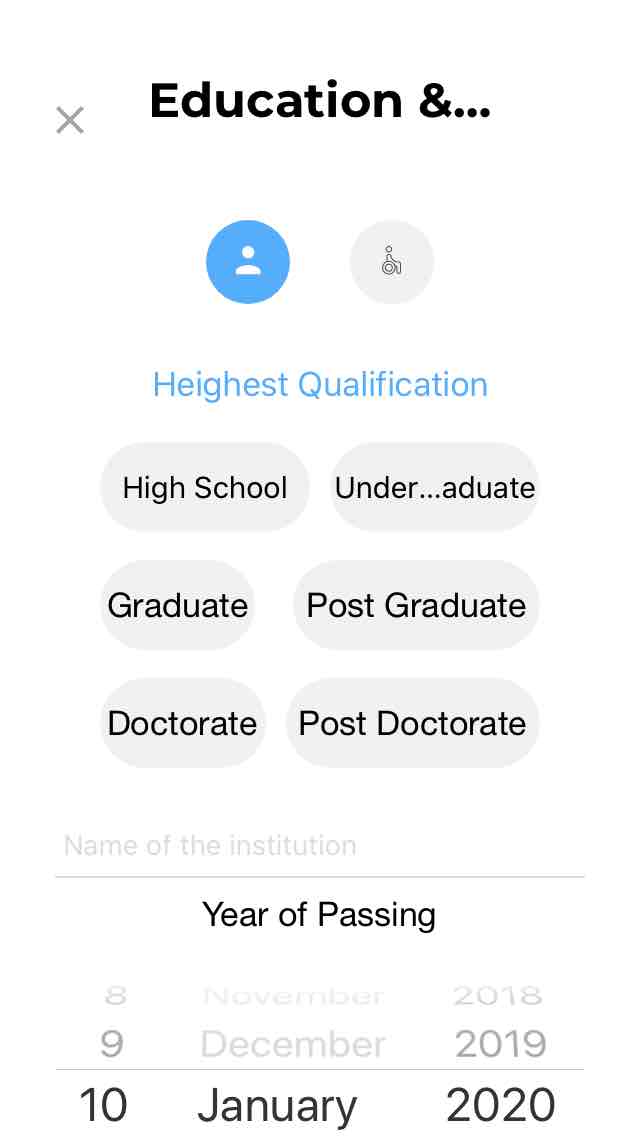 Education &...
Heighest Qualification
High School Under...aduate
Graduate Post Graduate
Doctorate Post Doctorate
Name of the institution
Year of Passing
8 November 2018
9 December 2019
10 January 2020